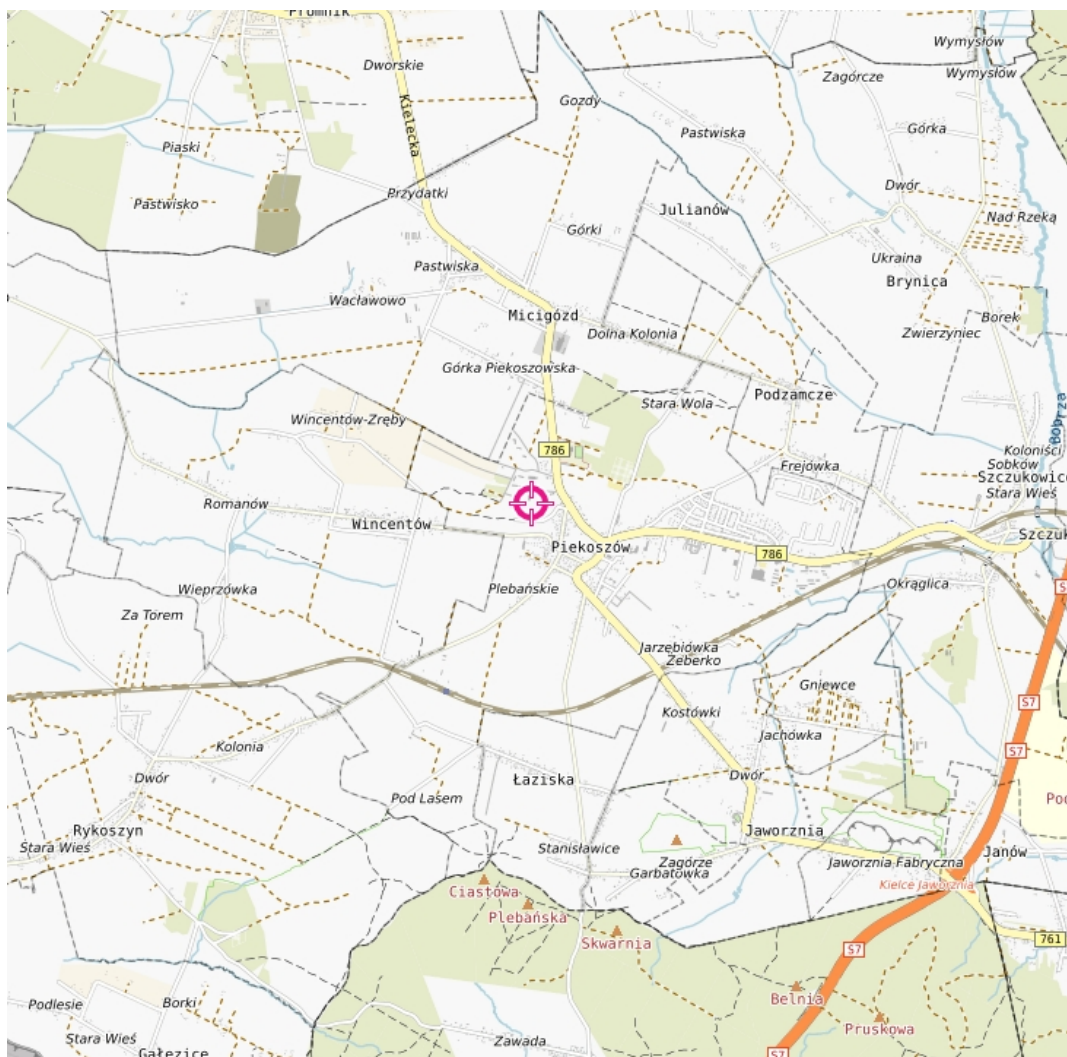 Promnik
Wymysłów
Dworskie
Wymysłów
Zagórcze
Kielecka
Gozdy
Pastwiska
Górka
Piaski
Dwór
Przydatki
Pastwisko
Julianów
Nad Rzeką
Górki
Ukraina
Pastwiska
Brynica
Wacławowo
Micigózd
Borek
Dolna Kolonia
Zwierzyniec
Górka Piekoszowska
Podzamcze
Stara Wola
Bobrza
Wincentów-Zręby
786
Koloniści
Frejówka
Sobków
Szczukowice
Stara Wieś
Romanów
Wincentów
Szczuk
Piekoszów
786
Okrąglica
Wieprzówka
Plebańskie
Za Torem
Jarzębiówka
Zeberko
Gniewce
S7
Kostówki
Jachówka
Kolonia
S7
Dwór
Łaziska
Dwór
Pod Lasem
Rykoszyn
Jaworznia
Stara Wieś
Stanisławice
Zagórze
Jaworznia Fabryczna
Janów
Garbatówka
Kielce Jaworznia
Ciastowa
Plebańska
Skwarnia
761
S7
Belnia
Podlesie
Borki
Pruskowa
Stara Wieś
Zawada
Gałęzice
S7